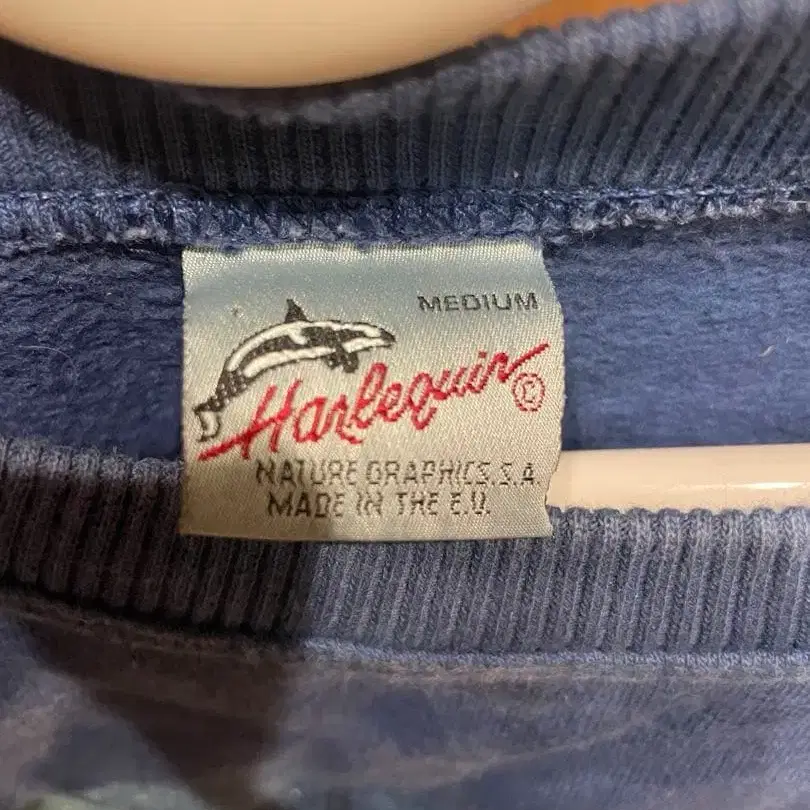 MEDIUM
Harlequin ©
NATURE GRAPHICS.S.A.
MADE IN THE E.U.